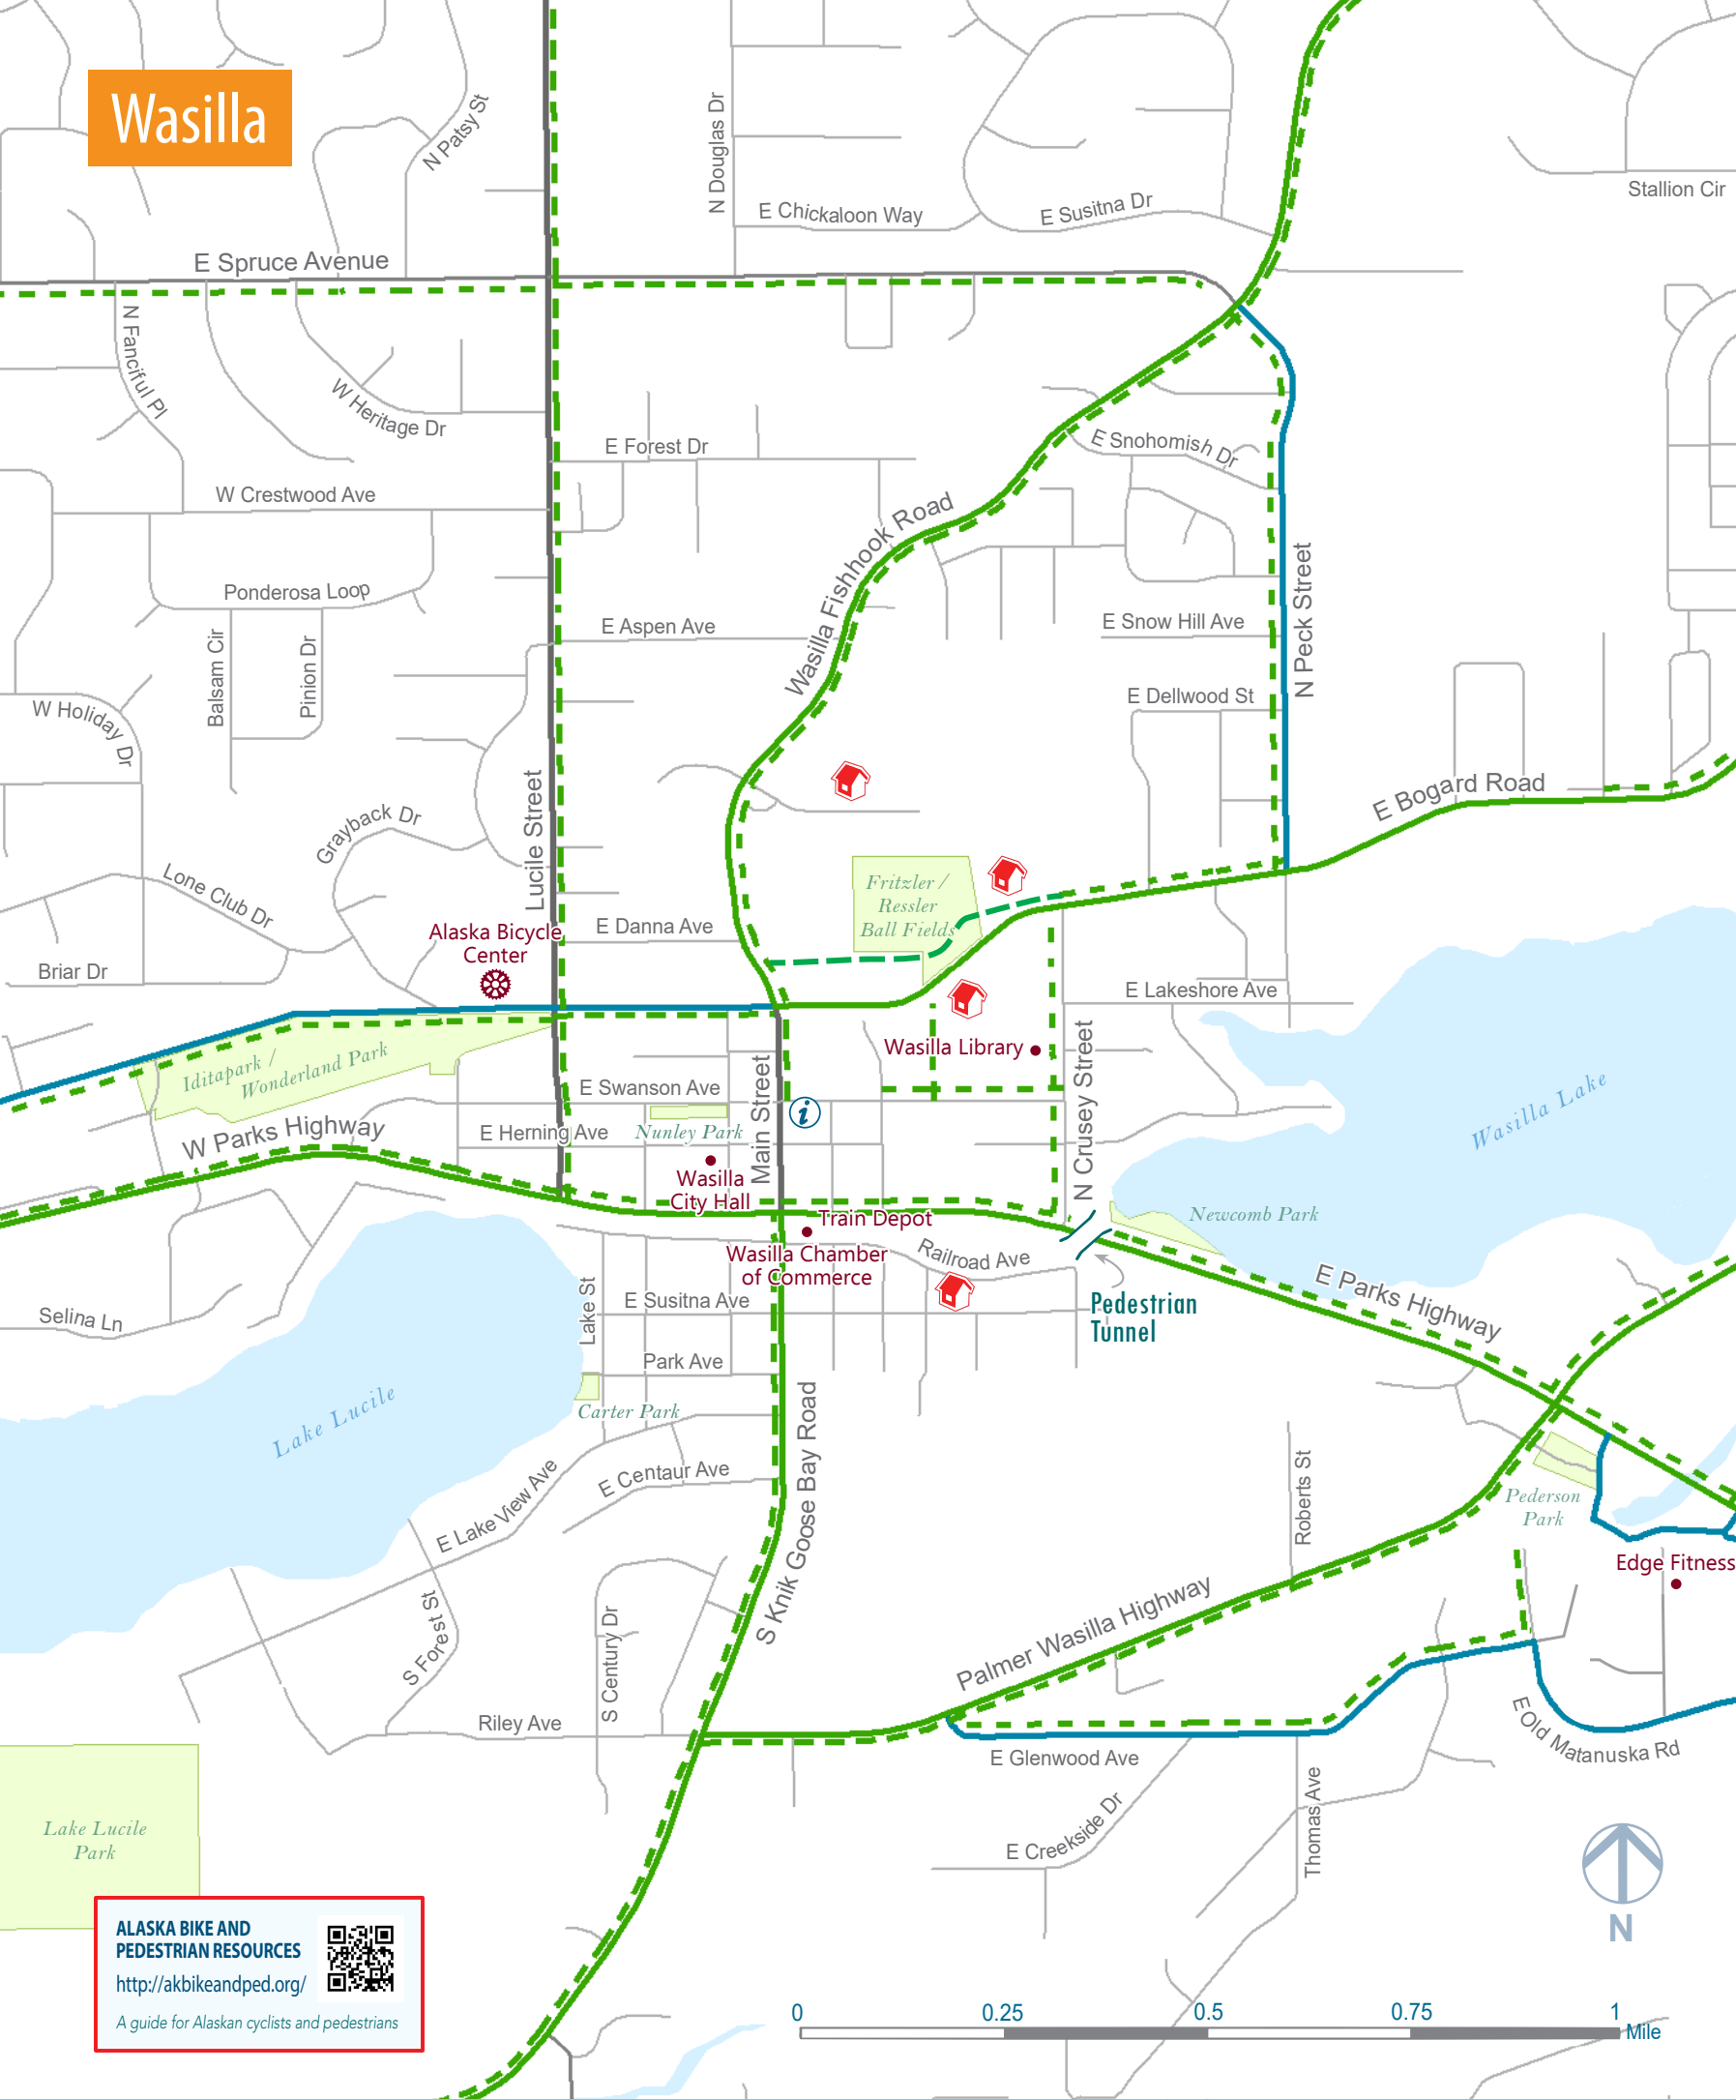 Wasilla
N Patsy St
N Douglas Dr
E Chickaloon Way
E Susitna Dr
Stallion Cir
E Spruce Avenue
N Fanciful Pl
W Heritage Dr
E Forest Dr
E Snohomish Dr
W Crestwood Ave
Wasilla Fishhook Road
N Peck Street
Ponderosa Loop
E Aspen Ave
E Snow Hill Ave
Balsam Cir
Pinion Dr
E Dellwood St
W Holiday Dr
Lucile Street
E Bogard Road
Grayback Dr
Lone Club Dr
Fritzler /
Ressler
Ball Fields
E Danna Ave
Alaska Bicycle
Center
Briar Dr
E Lakeshore Ave
Wasilla Library
N Crusey Street
Iditapark /
Wonderland Park
Main Street
E Swanson Ave
i
Wasilla Lake
W Parks Highway
E Herning Ave
Nunley Park
Wasilla
City Hall
Train Depot
Newcomb Park
Wasilla Chamber
of Commerce
Railroad Ave
E Parks Highway
Pedestrian
Tunnel
Lake St
E Susitna Ave
Selina Ln
Park Ave
Carter Park
Lake Lucile
S Knik Goose Bay Road
E Centaur Ave
E Lake View Ave
Roberts St
Pederson
Park
Edge Fitness
S Forest St
S Century Dr
Palmer Wasilla Highway
Riley Ave
E Glenwood Ave
E Old Matanuska Rd
Thomas Ave
E Creekside Dr
Lake Lucile
Park
N
ALASKA BIKE AND
PEDESTRIAN RESOURCES
http://akbikeandped.org/
A guide for Alaskan cyclists and pedestrians
0 0.25 0.5 0.75 1
Mile